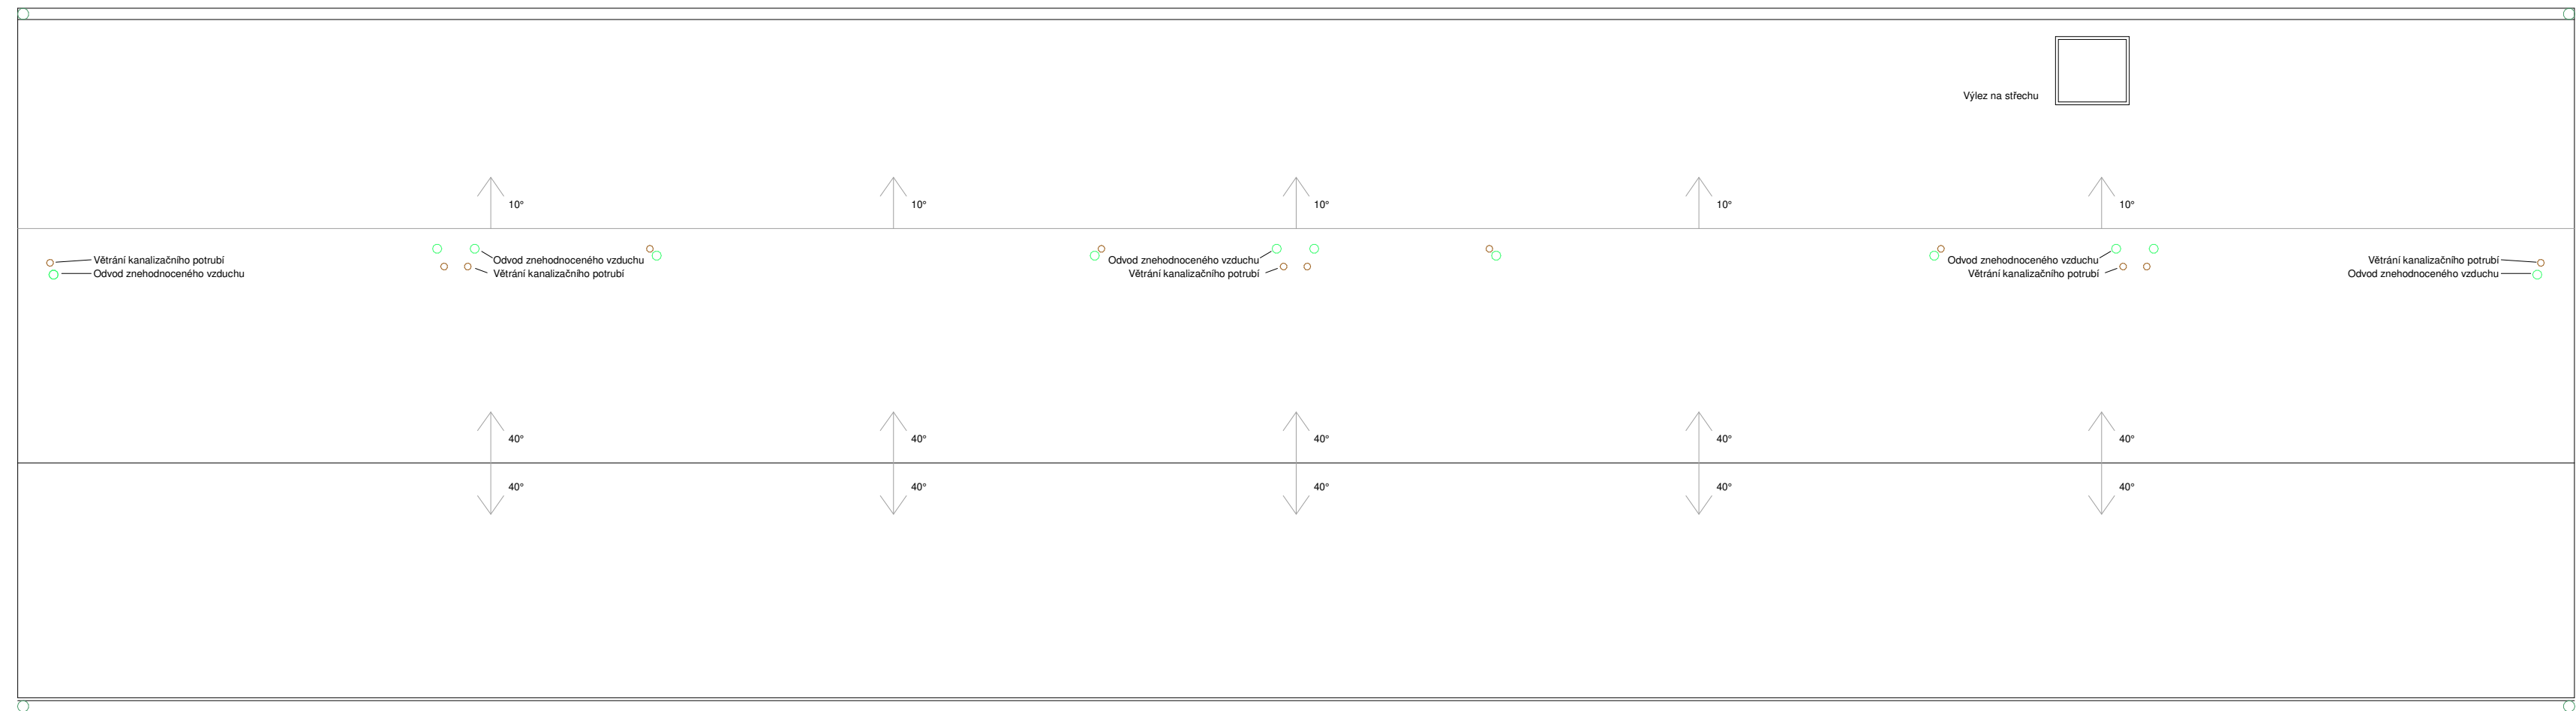 Výlez na střechu
10°
10°
10°
10°
10°
Větrání kanalizačního potrubí
Odvod znehodnoceného vzduchu
Odvod znehodnoceného vzduchu
Větrání kanalizačního potrubí
Odvod znehodnoceného vzduchu
Větrání kanalizačního potrubí
Odvod znehodnoceného vzduchu
Větrání kanalizačního potrubí
Větrání kanalizačního potrubí
Odvod znehodnoceného vzduchu
40°
40°
40°
40°
40°
40°
40°
40°
40°
40°